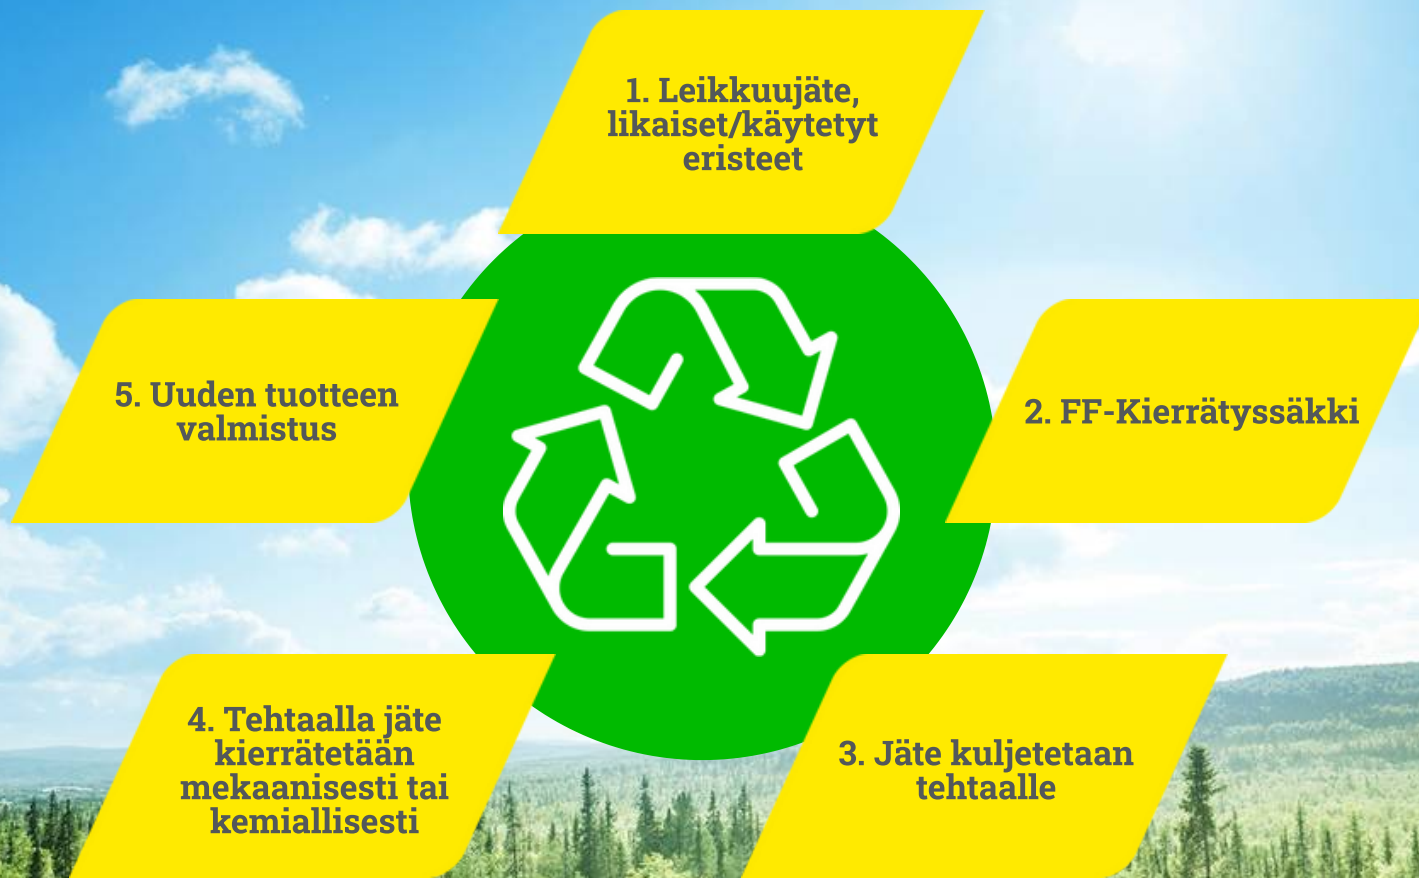 1. Leikkuujäte,
likaiset/käytetyt
eristeet
2. FF-Kierrätyssäkki
3. Jäte kuljetetaan
tehtaalle
4. Tehtaalla jäte
kierrätetään
mekaanisesti tai
kemiallisesti
5. Uuden tuotteen
valmistus